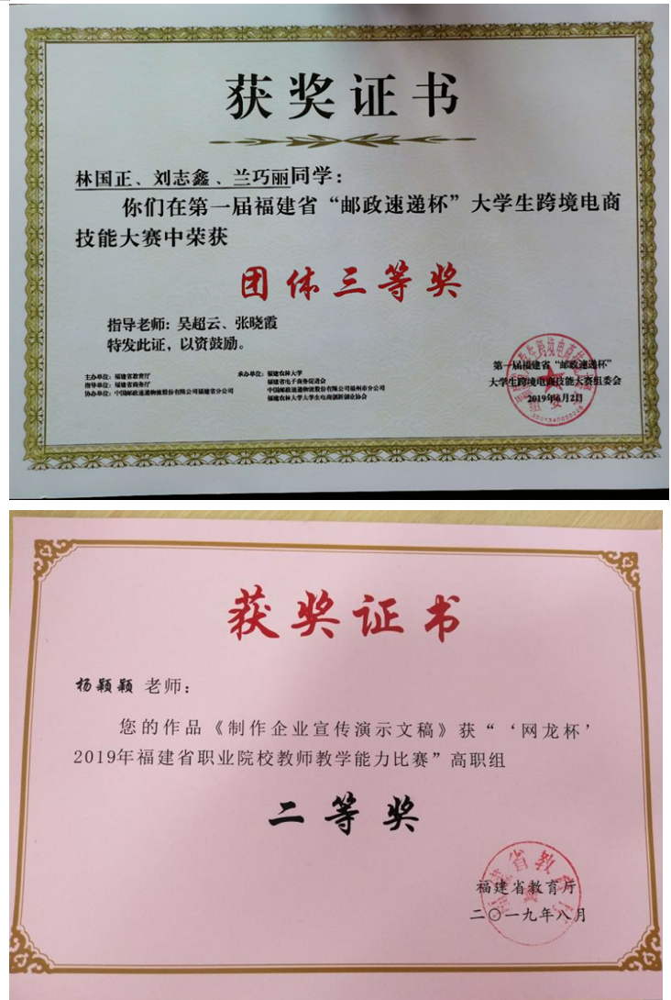 获奖证书
林国正、刘志鑫、兰巧丽同学：
你们在第一届福建省“邮政速递杯”大学生跨境电商
技能大赛中荣获
团体三等奖
指导老师：吴超云、张晓霞
特发此证，以资鼓励。
主办单位：福建省教育厅
指导单位：福建省商务厅
协办单位：中国邮政速递物流股份有限公司福建省分公司
承办单位：福建农林大学
福建省电子商务促进会
中国邮政速递物流股份有限公司福州市分公司
福建农林大学大学生电商创新创业协会
第一届福建省“邮政速递杯”
大学生跨境电商技能大赛组委会
2019年6月2日
获奖证书
杨颖颖 老师：
您的作品《制作企业宣传演示文稿》获“‘网龙杯’
2019年福建省职业院校教师教学能力比赛”高职组
二等奖
福建省教育厅
二〇一九年八月